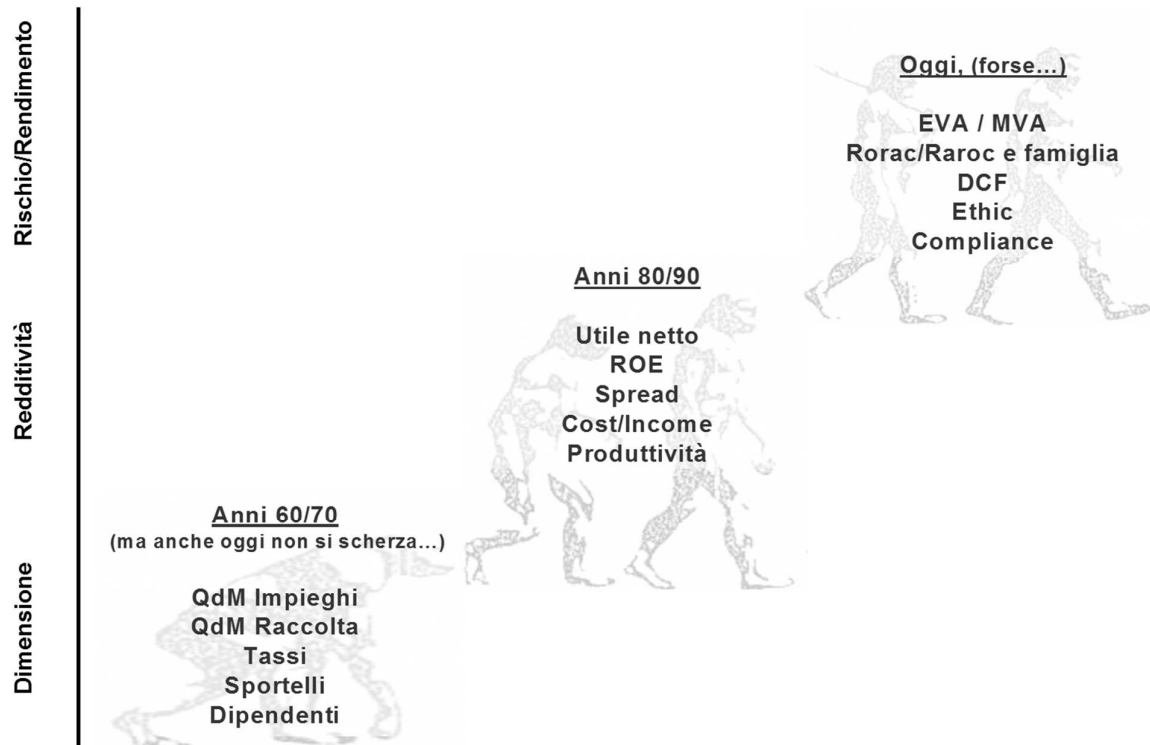 Rischio/Rendimento
Oggi, (forse...)
EVA / MVA
Rorac/Raroc e famiglia
DCF
Ethic
Compliance
Redditività
Anni 80/90
Utile netto
ROE
Spread
Cost/Income
Produttività
Dimensione
Anni 60/70
(ma anche oggi non si scherza...)
QdM Impieghi
QdM Raccolta
Tassi
Sportelli
Dipendenti